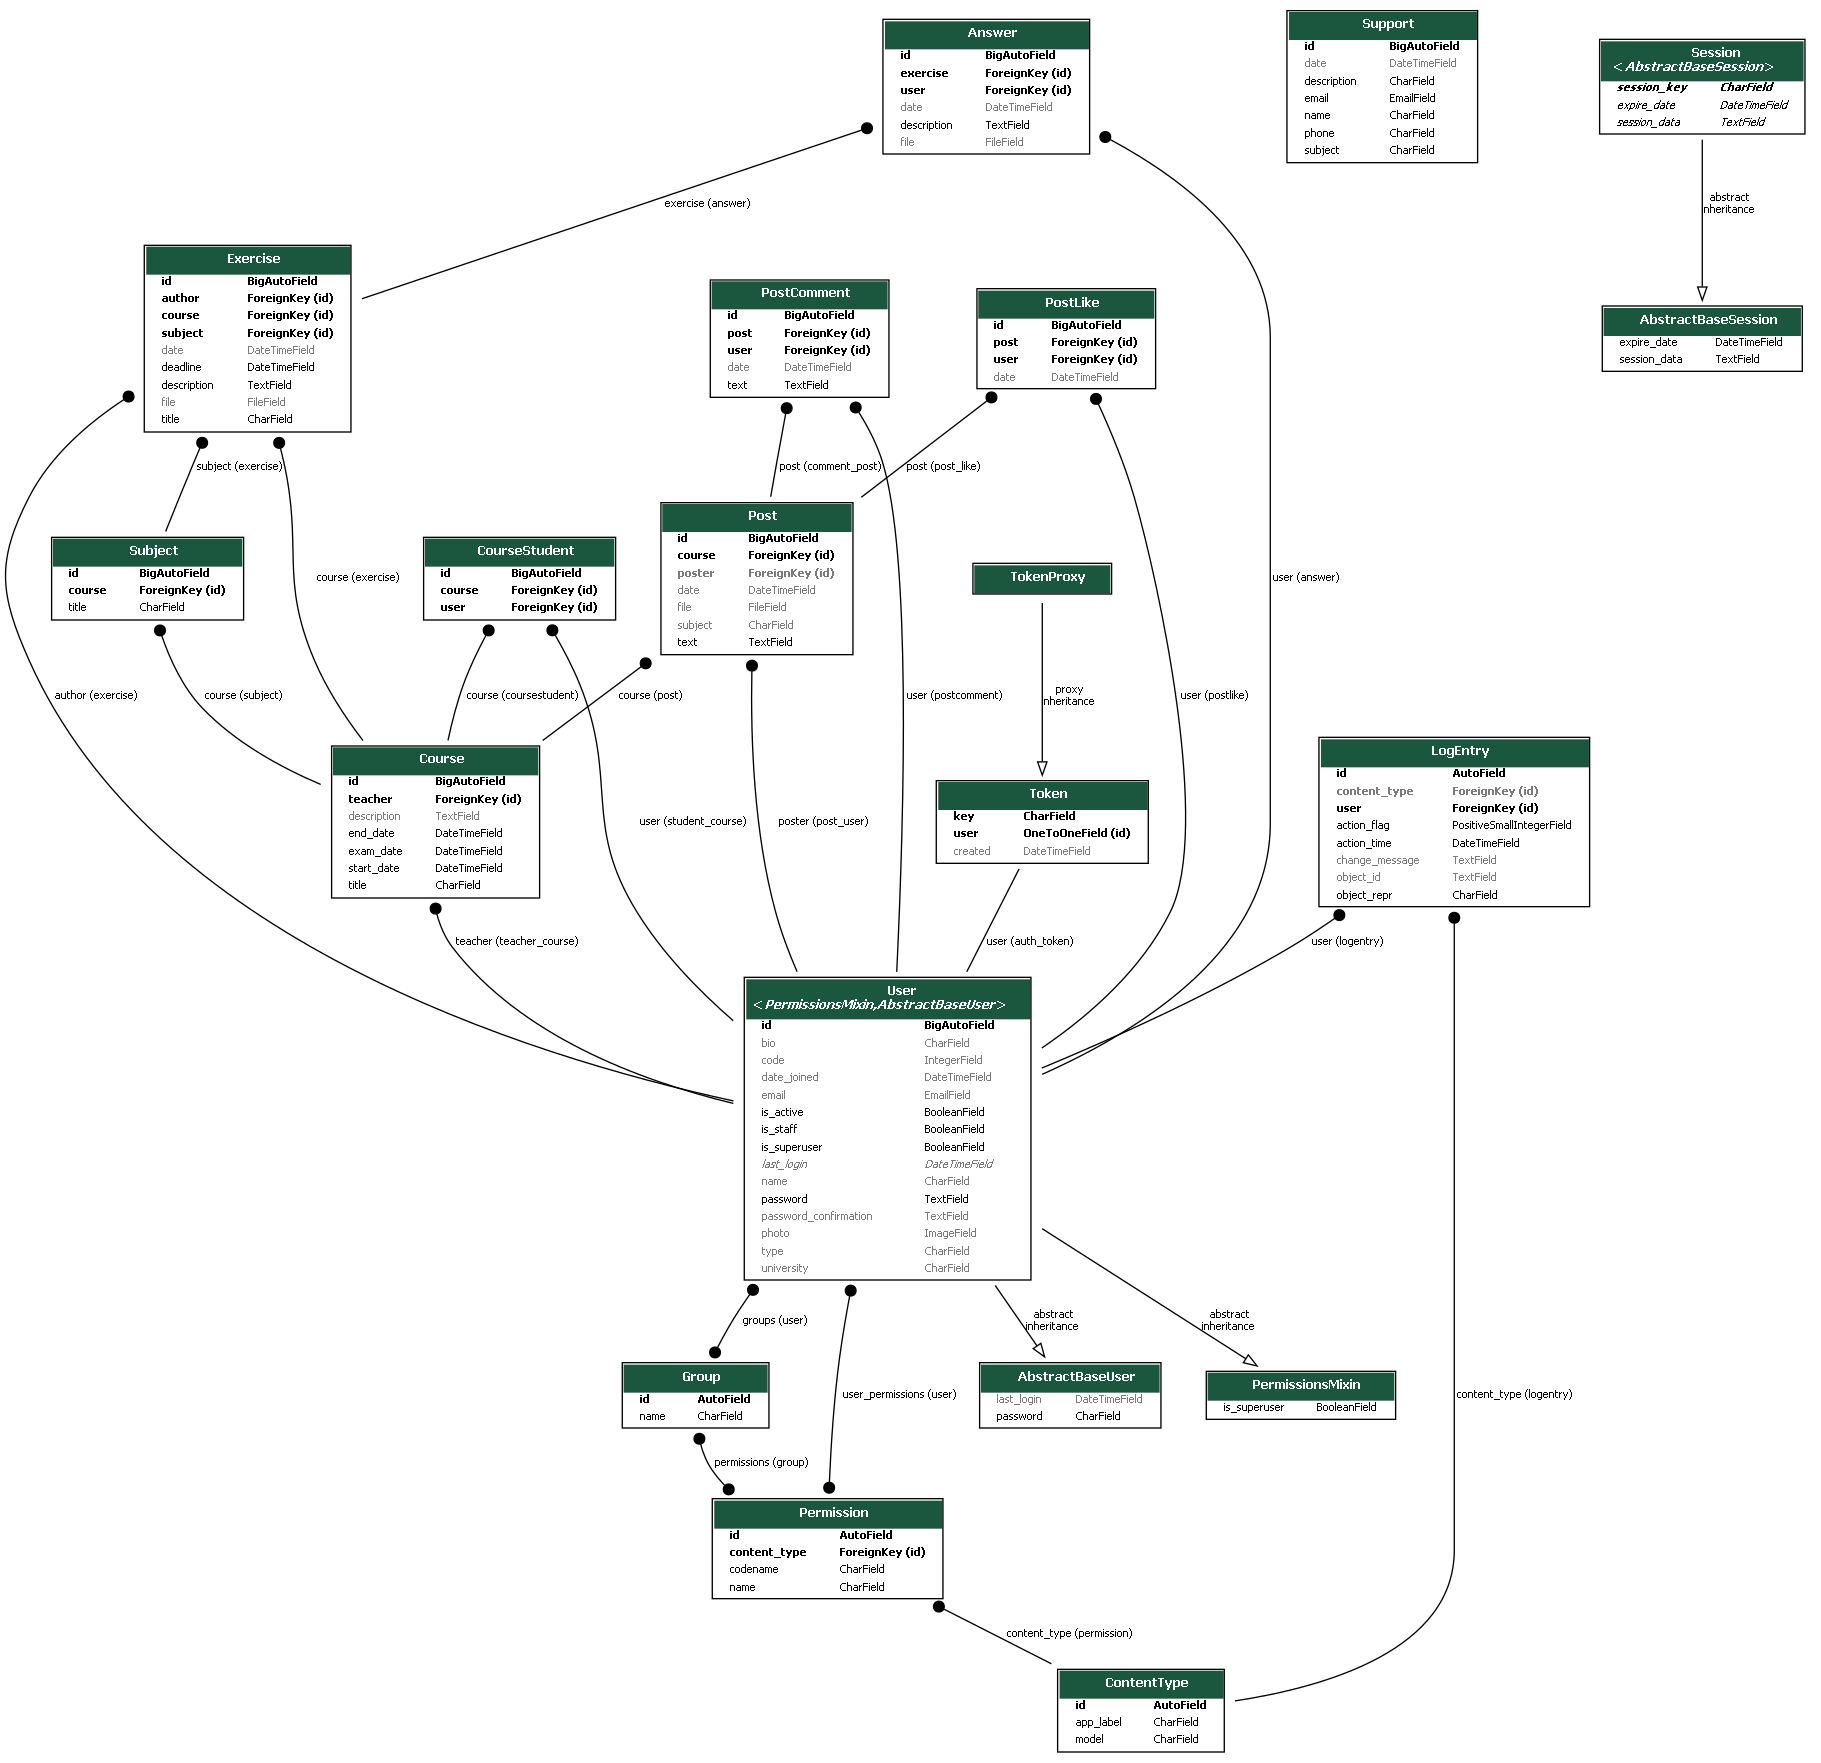 Answer
id BigAutoField
exercise ForeignKey (id)
user ForeignKey (id)
date DateTimeField
description TextField
file FileField
Support
id BigAutoField
date DateTimeField
description CharField
email EmailField
name CharField
phone CharField
subject CharField
Session
<AbstractBaseSession>
session_key CharField
expire_date DateTimeField
session_data TextField
exercise (answer)
abstract
nheritance
Exercise
id BigAutoField
author ForeignKey (id)
course ForeignKey (id)
subject ForeignKey (id)
date DateTimeField
deadline DateTimeField
description TextField
file FileField
title CharField
PostComment
id BigAutoField
post ForeignKey (id)
user ForeignKey (id)
date DateTimeField
text TextField
PostLike
id BigAutoField
post ForeignKey (id)
user ForeignKey (id)
date DateTimeField
AbstractBaseSession
expire_date DateTimeField
session_data TextField
subject (exercise)
post (comment_post)
post (post_like)
Subject
id BigAutoField
course ForeignKey (id)
title CharField
course (exercise)
CourseStudent
id BigAutoField
course ForeignKey (id)
user ForeignKey (id)
Post
id BigAutoField
course ForeignKey (id)
poster ForeignKey (id)
date DateTimeField
file FileField
subject CharField
text TextField
TokenProxy
user (answer)
author (exercise)
course (subject)
course (coursestudent)
course (post)
user (postcomment)
proxy
nheritance
user (postlike)
Course
id BigAutoField
teacher ForeignKey (id)
description TextField
end_date DateTimeField
exam_date DateTimeField
start_date DateTimeField
title CharField
user (student_course)
poster (post_user)
Token
key CharField
user OneToOneField (id)
created DateTimeField
LogEntry
id AutoField
content_type ForeignKey (id)
user ForeignKey (id)
action_flag PositiveSmallIntegerField
action_time DateTimeField
change_message TextField
object_id TextField
object_repr CharField
teacher (teacher_course)
user (auth_token)
user (logentry)
User
<PermissionsMixin,AbstractBaseUser>
id BigAutoField
bio CharField
code IntegerField
date_joined DateTimeField
email EmailField
is_active BooleanField
is_staff BooleanField
is_superuser BooleanField
last_login DateTimeField
name CharField
password TextField
password_confirmation TextField
photo ImageField
type CharField
university CharField
groups (user)
abstract
inheritance
abstract
inheritance
Group
id AutoField
name CharField
user_permissions (user)
AbstractBaseUser
last_login DateTimeField
password CharField
PermissionsMixin
is_superuser BooleanField
content_type (logentry)
permissions (group)
Permission
id AutoField
content_type ForeignKey (id)
codename CharField
name CharField
content_type (permission)
ContentType
id AutoField
app_label CharField
model CharField